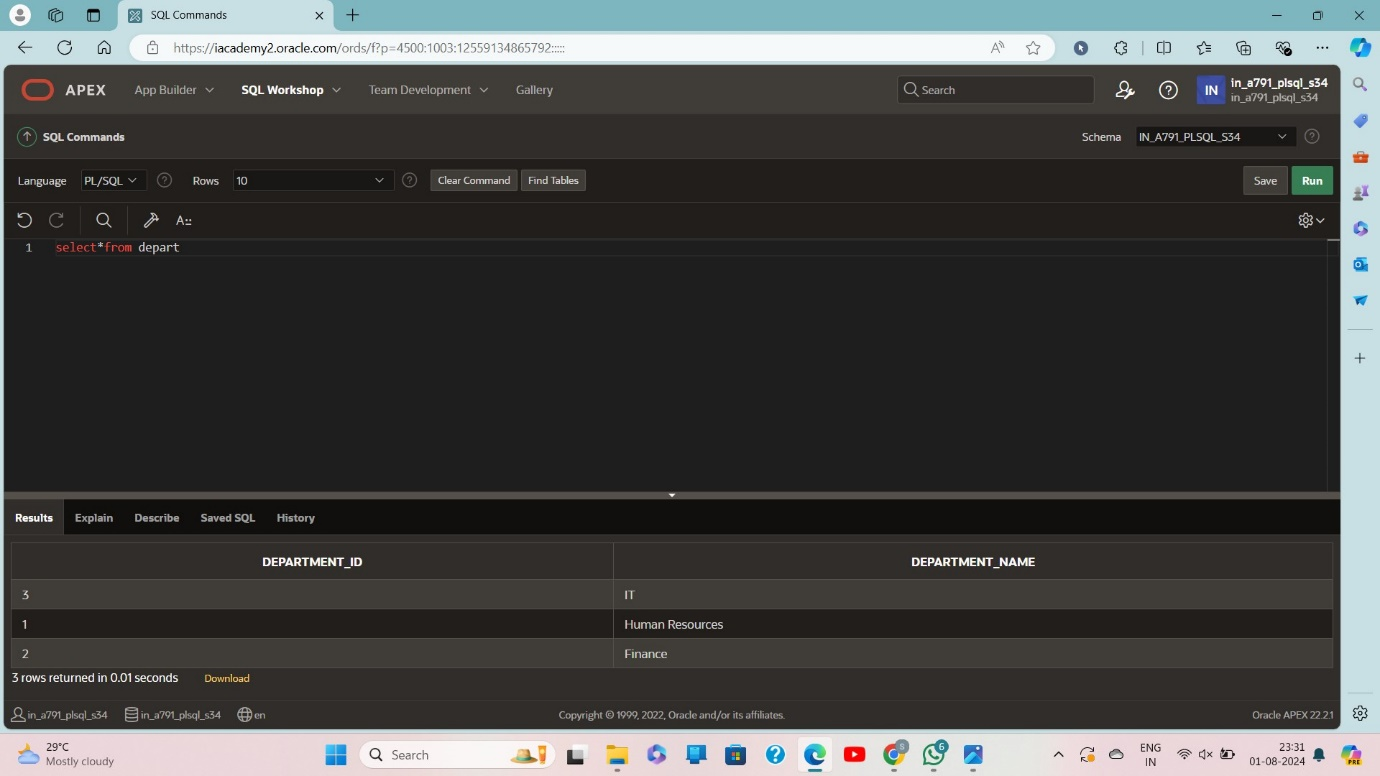 SQL Commands
https://iacademy2.oracle.com/ords/f?p=4500:1003:12559134865792:::::
APEX App Builder SQL Workshop Team Development Gallery Search IN in_a791_plsql_s34
in_a791_plsql_s34
SQL Commands Schema IN_A791_PLSQL_S34
Language PL/SQL Rows 10 Clear Command Find Tables Save Run
A::
1 select*from depart
Results Explain Describe Saved SQL History
DEPARTMENT_ID DEPARTMENT_NAME
3 IT
1 Human Resources
2 Finance
3 rows returned in 0.01 seconds Download
in_a791_plsql_s34 in_a791_plsql_s34 en Copyright © 1999, 2022, Oracle and/or its affiliates. Oracle APEX 22.2.1
29°C
Mostly cloudy
Search
S
6
ENG
IN
23:31
01-08-2024
PRE